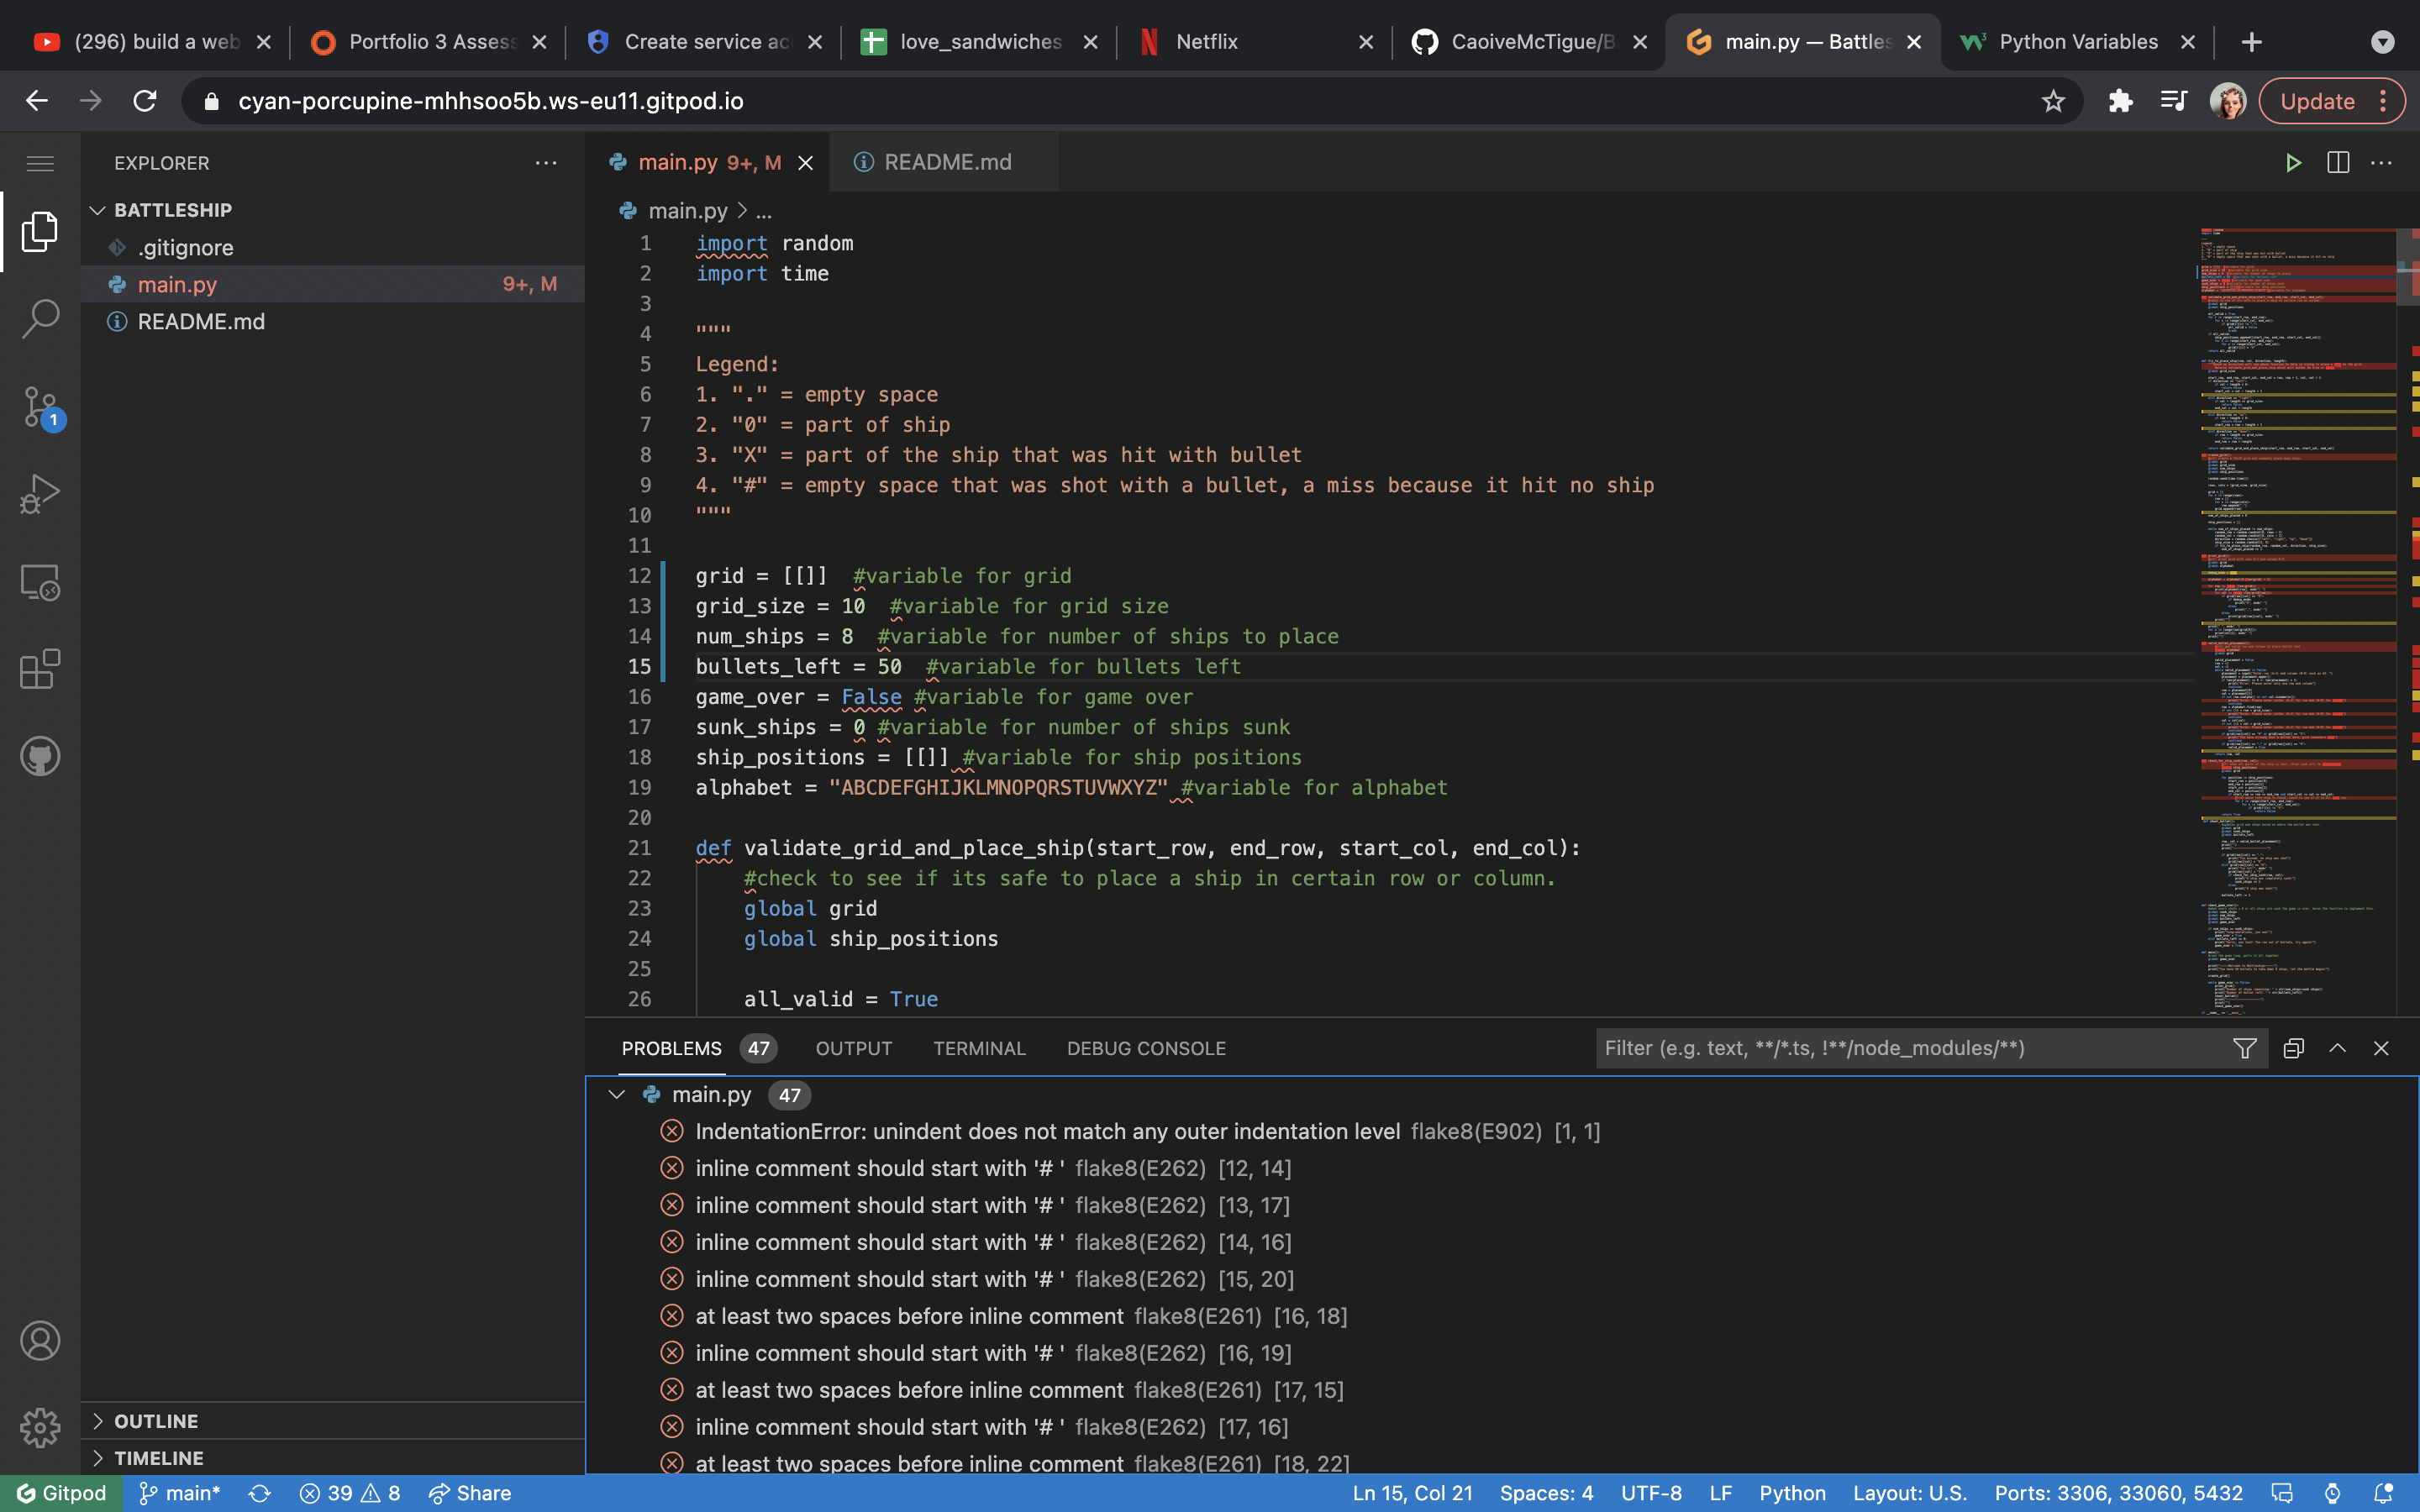 (296) build a web
Portfolio 3 Assess
Create service acc
love_sandwiches
Netflix
CaoiveMcTigue/B
main.py — Battles
Python Variables
cyan-porcupine-mhhsoo5b.ws-eu11.gitpod.io
Update
EXPLORER
BATTLESHIP
.gitignore
main.py 9+, M
README.md
OUTLINE
TIMELINE
main.py 9+, M
README.md
main.py > ...
1 import random
2 import time
3
4 """
5 Legend:
6 1. "." = empty space
7 2. "0" = part of ship
8 3. "X" = part of the ship that was hit with bullet
9 4. "#" = empty space that was shot with a bullet, a miss because it hit no ship
10 """
11
12 grid = [[]]  #variable for grid
13 grid_size = 10  #variable for grid size
14 num_ships = 8  #variable for number of ships to place
15 bullets_left = 50  #variable for bullets left
16 game_over = False #variable for game over
17 sunk_ships = 0 #variable for number of ships sunk
18 ship_positions = [[]] #variable for ship positions
19 alphabet = "ABCDEFGHIJKLMNOPQRSTUVWXYZ" #variable for alphabet
20
21 def validate_grid_and_place_ship(start_row, end_row, start_col, end_col):
22     #check to see if its safe to place a ship in certain row or column.
23     global grid
24     global ship_positions
25
26     all_valid = True
PROBLEMS 47 OUTPUT TERMINAL DEBUG CONSOLE
Filter (e.g. text, **/*.ts, !**/node_modules/**)
main.py 47
IndentationError: unindent does not match any outer indentation level flake8(E902) [1, 1]
inline comment should start with '# ' flake8(E262) [12, 14]
inline comment should start with '# ' flake8(E262) [13, 17]
inline comment should start with '# ' flake8(E262) [14, 16]
inline comment should start with '# ' flake8(E262) [15, 20]
at least two spaces before inline comment flake8(E261) [16, 18]
inline comment should start with '# ' flake8(E262) [16, 19]
at least two spaces before inline comment flake8(E261) [17, 15]
inline comment should start with '# ' flake8(E262) [17, 16]
at least two spaces before inline comment flake8(E261) [18, 22]
1
Gitpod main* 39 8 Share
Ln 15, Col 21 Spaces: 4 UTF-8 LF Python Layout: U.S. Ports: 3306, 33060, 5432